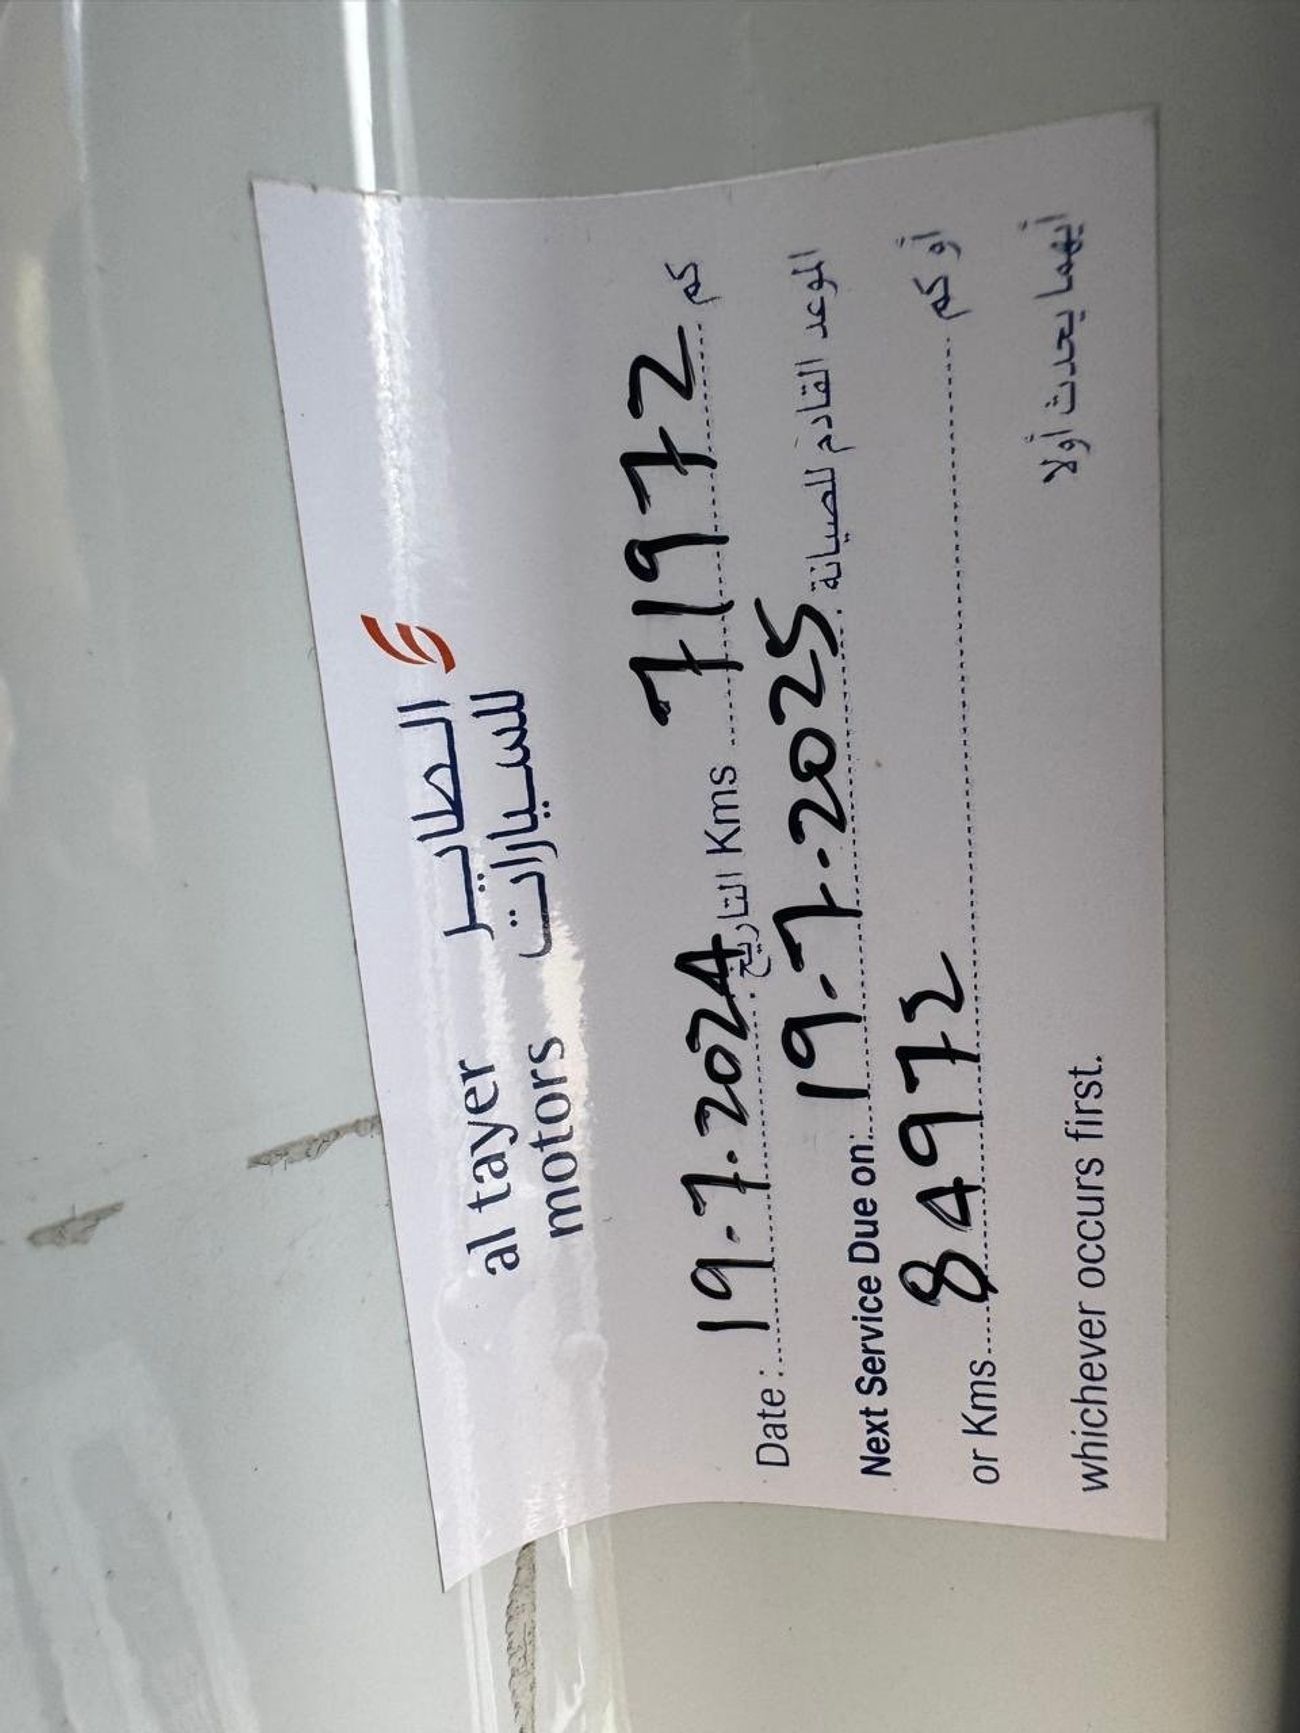 al tayer الطاير
motors للسيارات
Date : 19.7.2024 التاريخ Kms 71972 كم
Next Service Due on: 19.7.2025 الموعد القادم للصيانة
or Kms 84972 أو كم
whichever occurs first. أيهما يحدث أولا